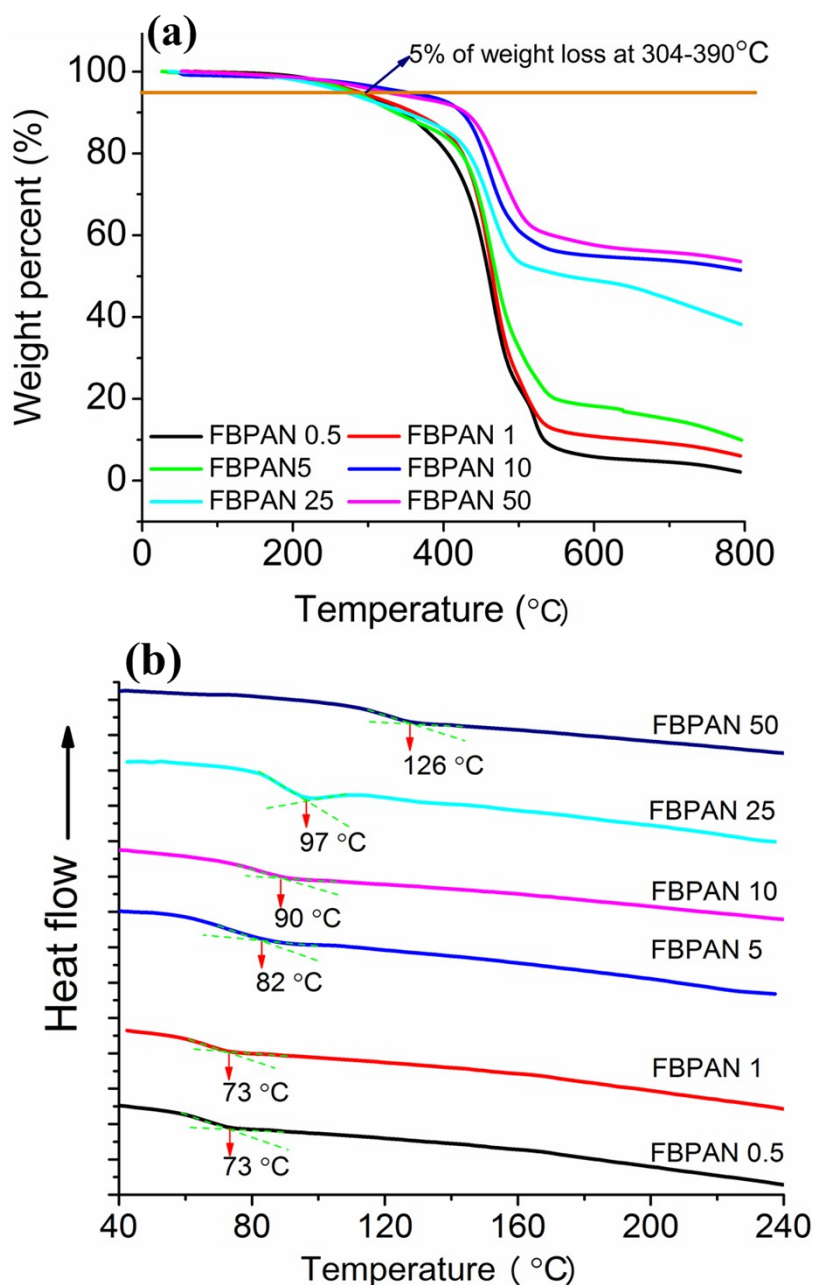 (a)
5% of weight loss at 304-390°C
100
80
60
40
20
0
Weight percent (%)
FBPAN 0.5 FBPAN 1
FBPAN5 FBPAN 10
FBPAN 25 FBPAN 50
0 200 400 600 800
Temperature (°C)
(b)
Heat flow
FBPAN 50
126 °C
FBPAN 25
97 °C
FBPAN 10
90 °C
FBPAN 5
82 °C
FBPAN 1
73 °C
FBPAN 0.5
73 °C
40 80 120 160 200 240
Temperature ( °C)